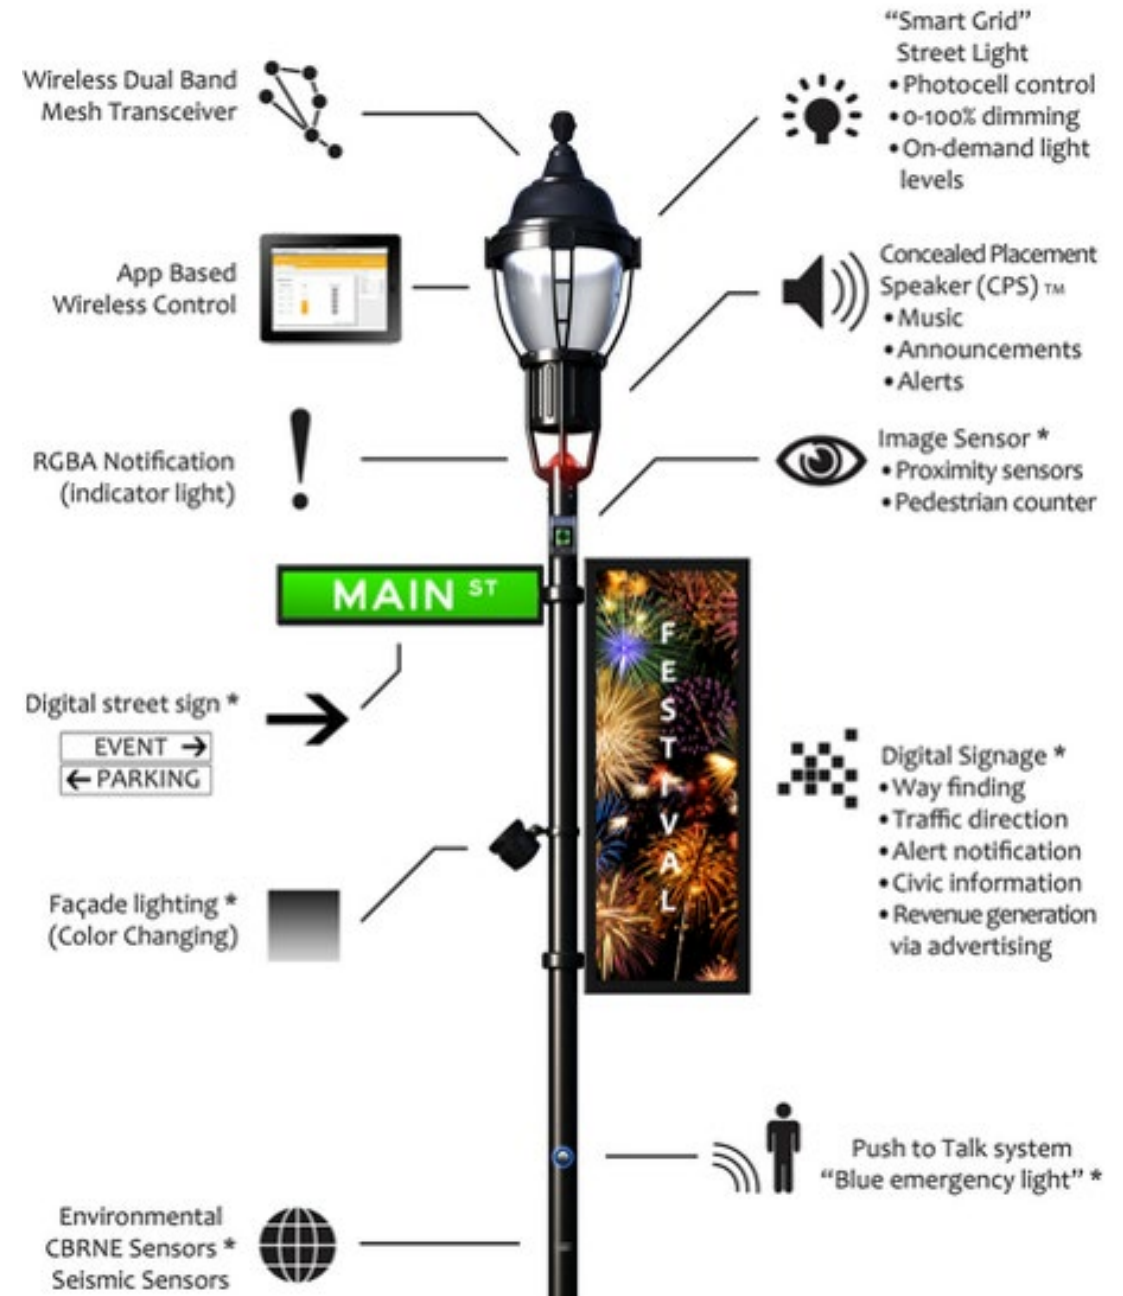 Wireless Dual Band
Mesh Transceiver
App Based
Wireless Control
RGBA Notification
(indicator light)
MAIN ST
Digital street sign *
EVENT →
← PARKING
Façade lighting *
(Color Changing)
Environmental
CBRNE Sensors *
Seismic Sensors
“Smart Grid”
Street Light
• Photocell control
• 0-100% dimming
• On-demand light
levels
Concealed Placement
Speaker (CPS) TM
• Music
• Announcements
• Alerts
Image Sensor *
• Proximity sensors
• Pedestrian counter
FESTIVAL
Digital Signage *
• Way finding
• Traffic direction
• Alert notification
• Civic information
• Revenue generation
via advertising
Push to Talk system
“Blue emergency light” *